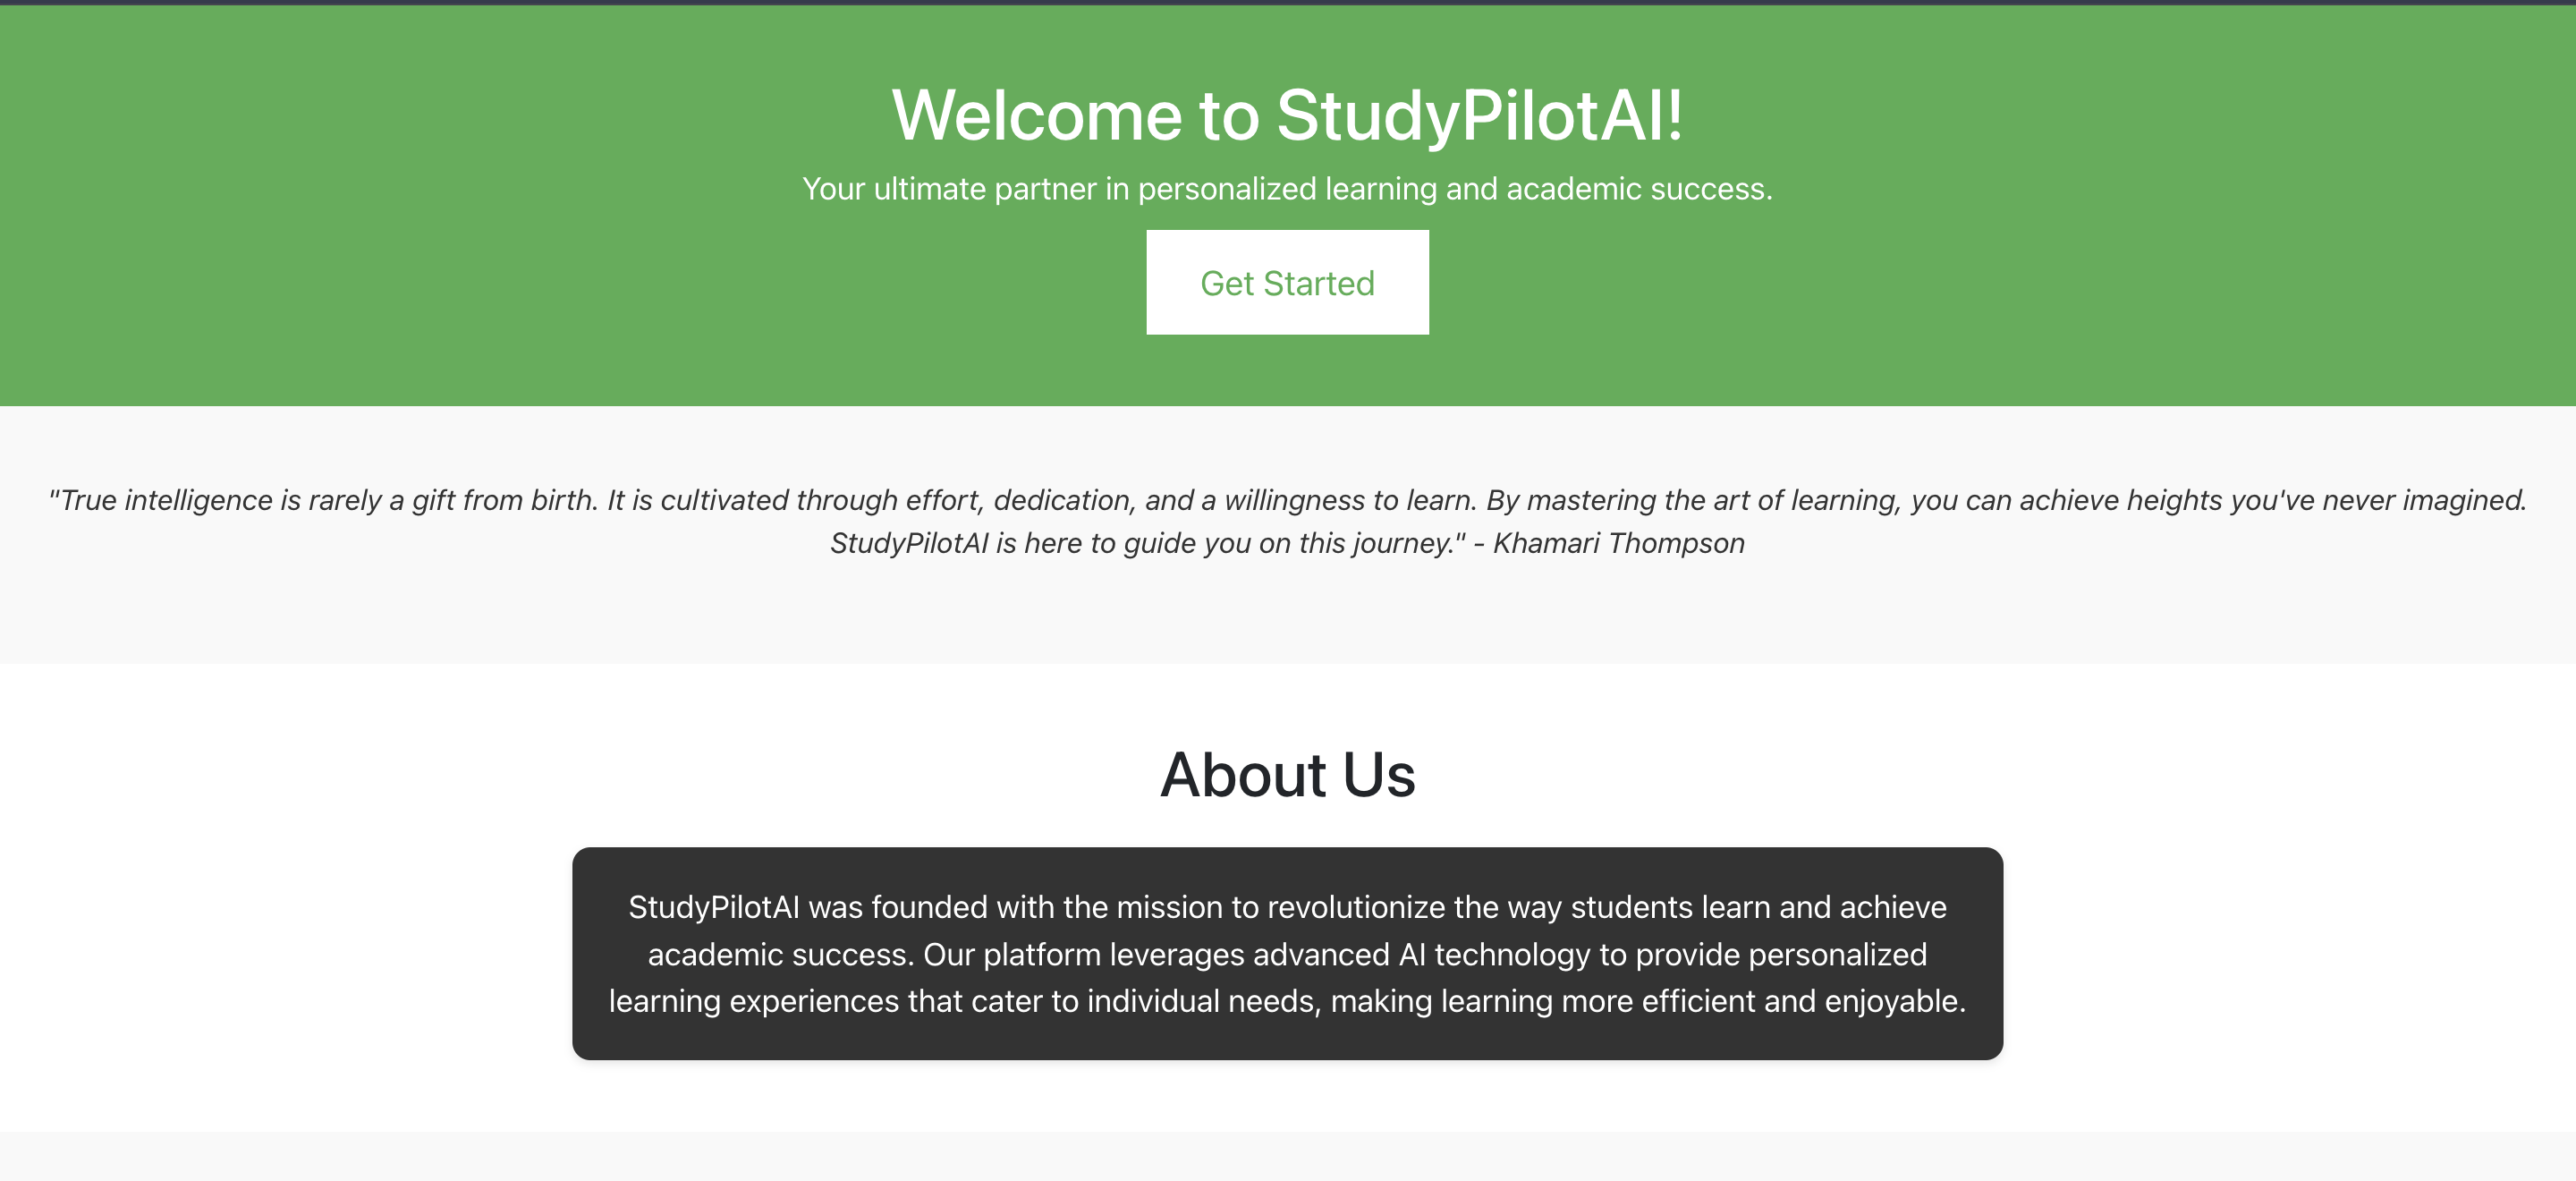 Welcome to StudyPilotAI!
Your ultimate partner in personalized learning and academic success.
Get Started
"True intelligence is rarely a gift from birth. It is cultivated through effort, dedication, and a willingness to learn. By mastering the art of learning, you can achieve heights you've never imagined.
StudyPilotAI is here to guide you on this journey." - Khamari Thompson
About Us
StudyPilotAI was founded with the mission to revolutionize the way students learn and achieve
academic success. Our platform leverages advanced AI technology to provide personalized
learning experiences that cater to individual needs, making learning more efficient and enjoyable.